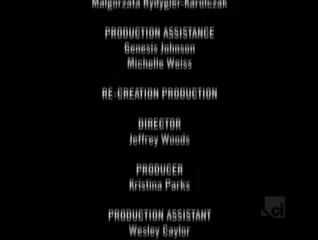 Malgorzata Rydygier-Karolczak
PRODUCTION ASSISTANCE
Genesis Johnson
Michelle Weiss
RE-CREATION PRODUCTION
DIRECTOR
Jeffrey Woods
PRODUCER
Kristina Parks
PRODUCTION ASSISTANT
Wesley Caylor
ci